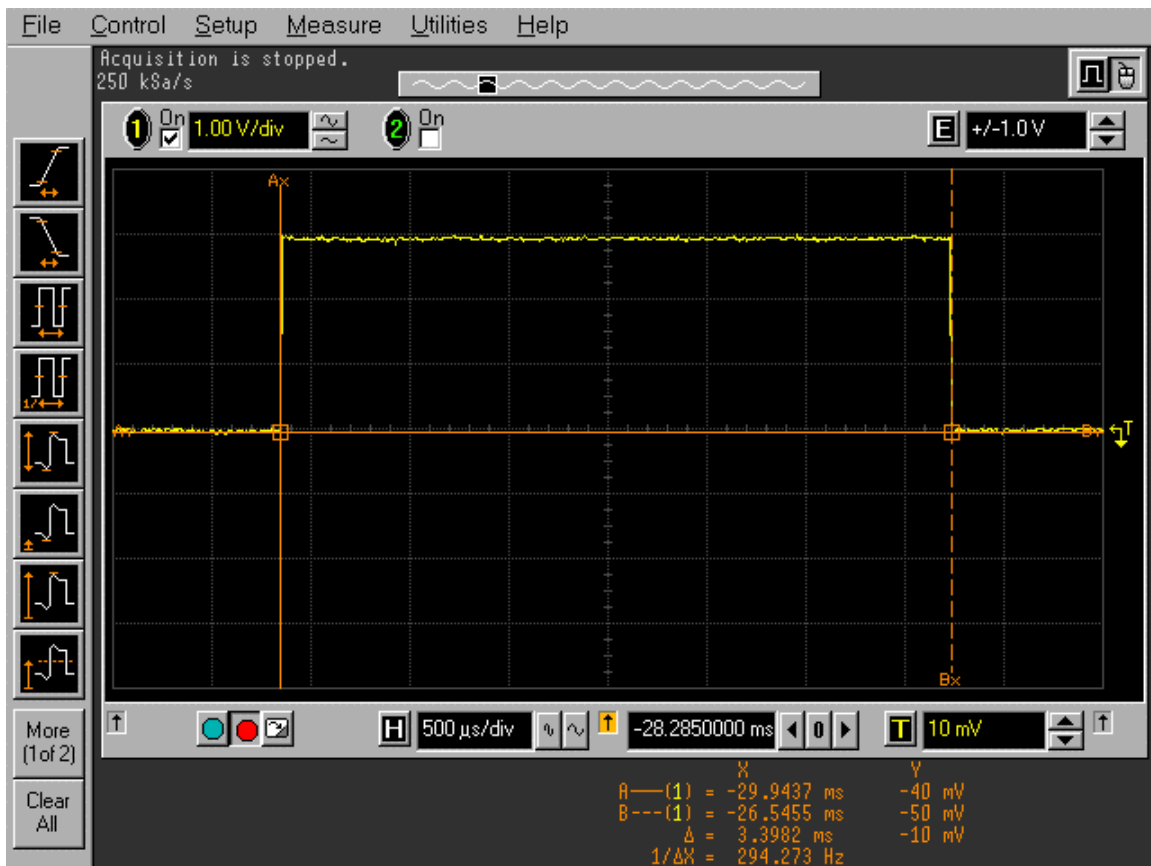 File Control Setup Measure Utilities Help
Acquisition is stopped.
250 kSa/s
1 On 1.00 V/div 2 On E +/-1.0 V
Ax
T
Bx
More
(1 of 2)
Clear
All
H 500 µs/div -28.2850000 ms 0 T 10 mV
X Y
A——(1) = -29.9437 ms -40 mV
B---(1) = -26.5455 ms -50 mV
Δ = 3.3982 ms -10 mV
1/ΔX = 294.273 Hz